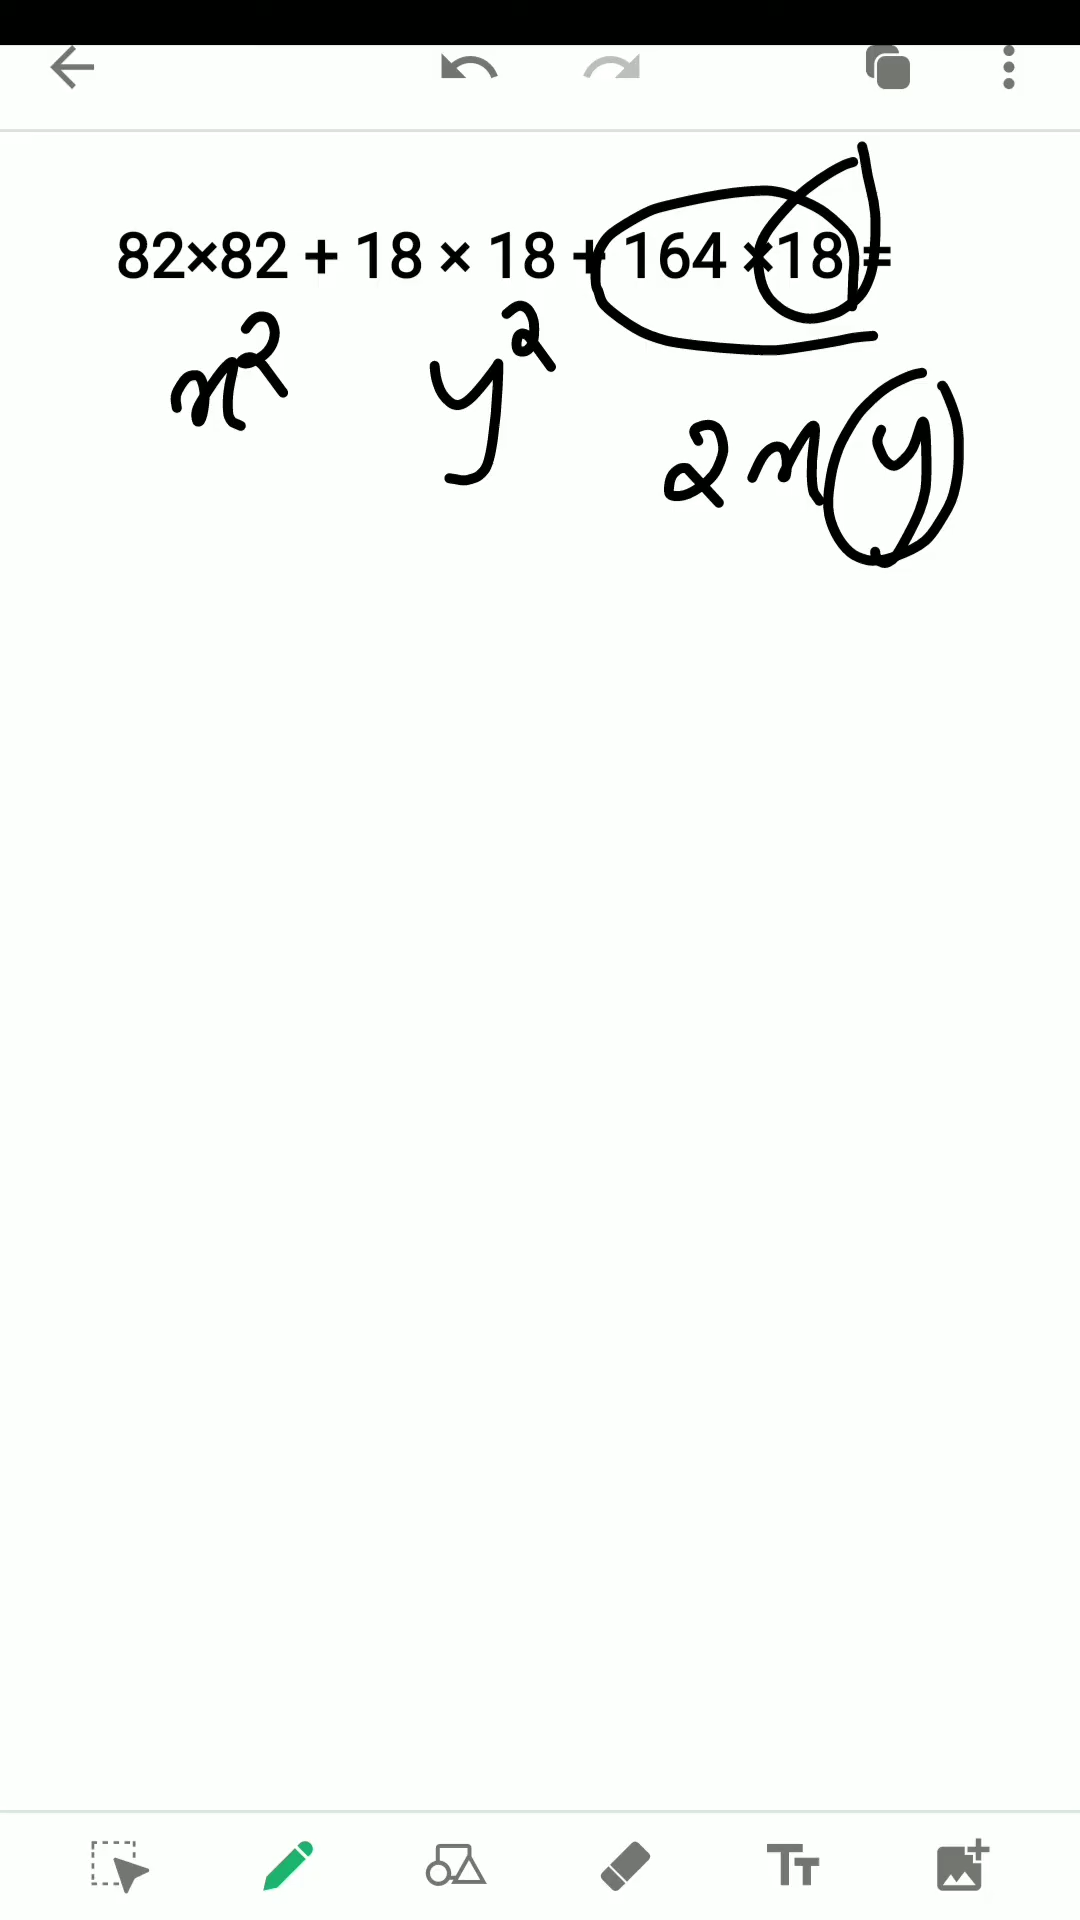 82×82 + 18 × 18 + 164 ×18 =
x² y² 2x(y)